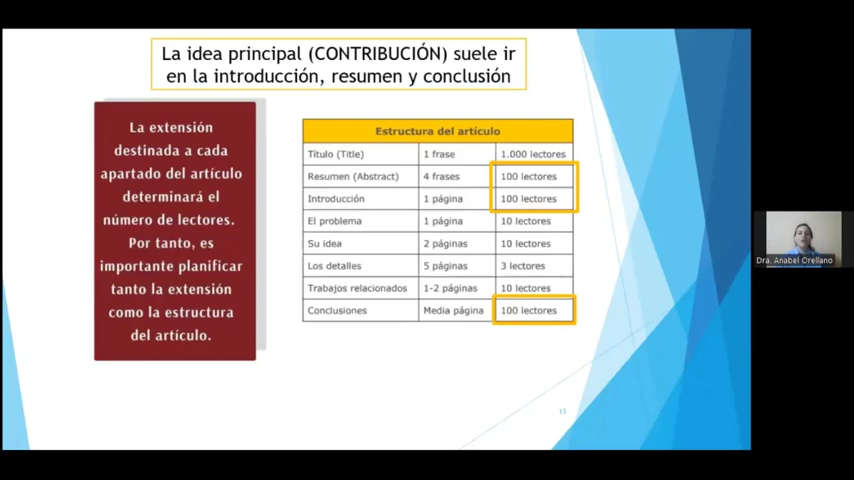 La idea principal (CONTRIBUCIÓN) suele ir
en la introducción, resumen y conclusión
La extensión
destinada a cada
apartado del artículo
determinará el
número de lectores.
Por tanto, es
importante planificar
tanto la extensión
como la estructura
del artículo.
Estructura del artículo
Título (Title) 1 frase 1.000 lectores
Resumen (Abstract) 4 frases 100 lectores
Introducción 1 página 100 lectores
El problema 1 página 10 lectores
Su idea 2 páginas 10 lectores
Los detalles 5 páginas 3 lectores
Trabajos relacionados 1-2 páginas 10 lectores
Conclusiones Media página 100 lectores
13
Dra. Anabel Orellano